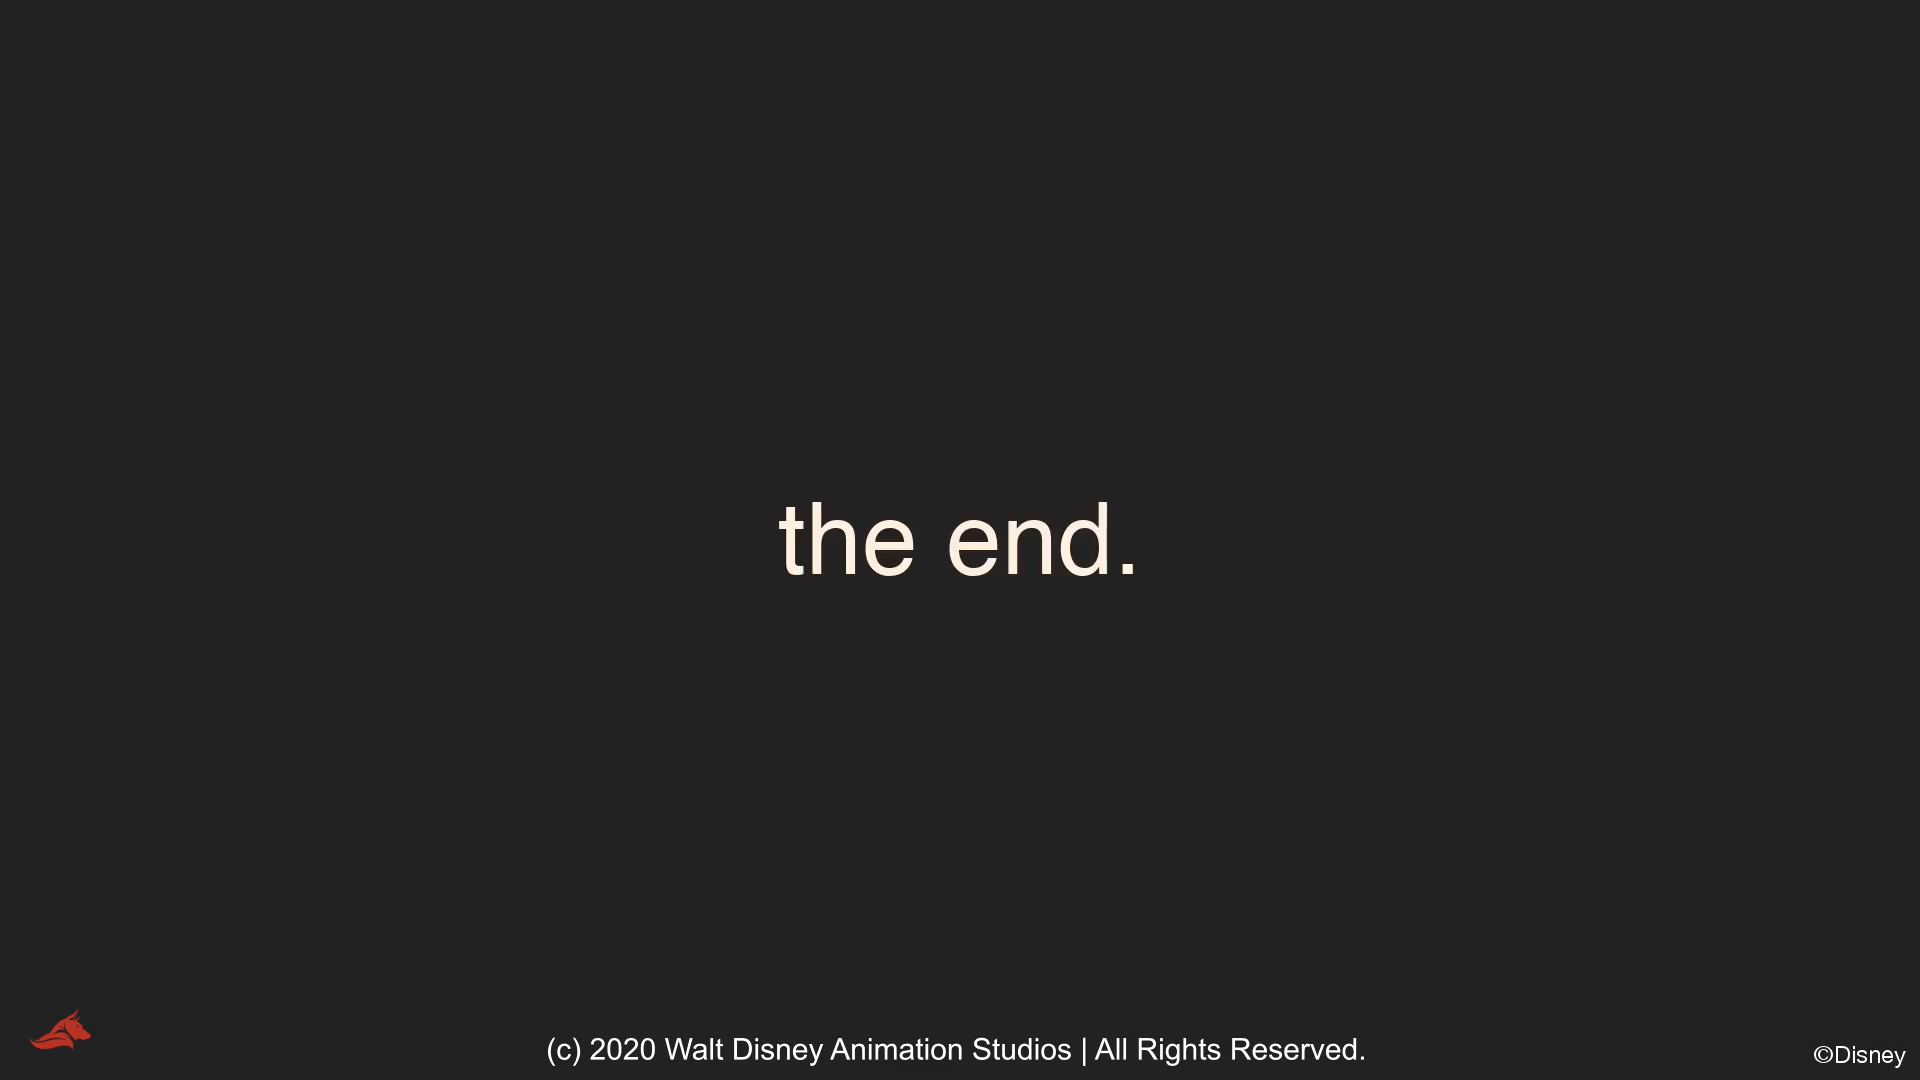 the end.
(c) 2020 Walt Disney Animation Studios | All Rights Reserved.
©Disney